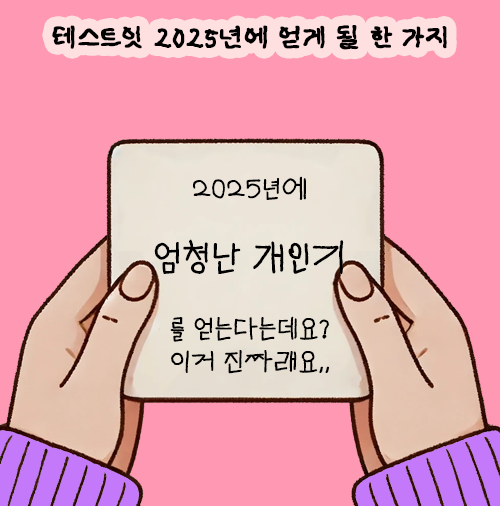 테스트잇 2025년에 얻게 될 한 가지
2025년에
엄청난 개인기
를 얻는다는데요?
이거 진짜래요,,